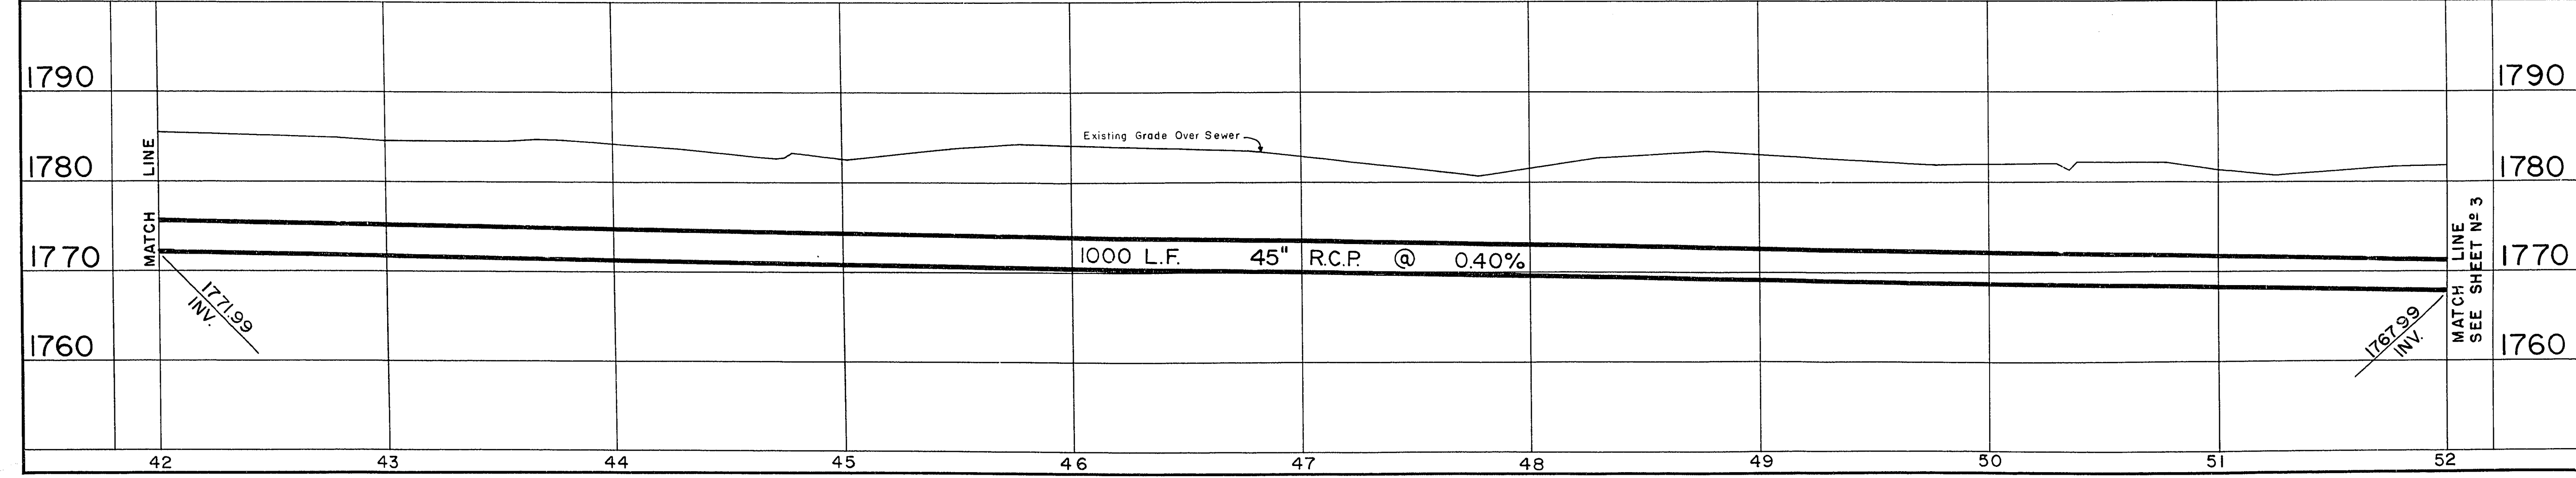 1790
1790
Existing Grade Over Sewer
1780
1780
MATCH LINE
1770
1000 L.F. 45" R.C.P. @ 0.40%
1770
1771.99
INV.
MATCH LINE
SEE SHEET Nº 3
1767.99
INV.
1760
1760
42 43 44 45 46 47 48 49 50 51 52